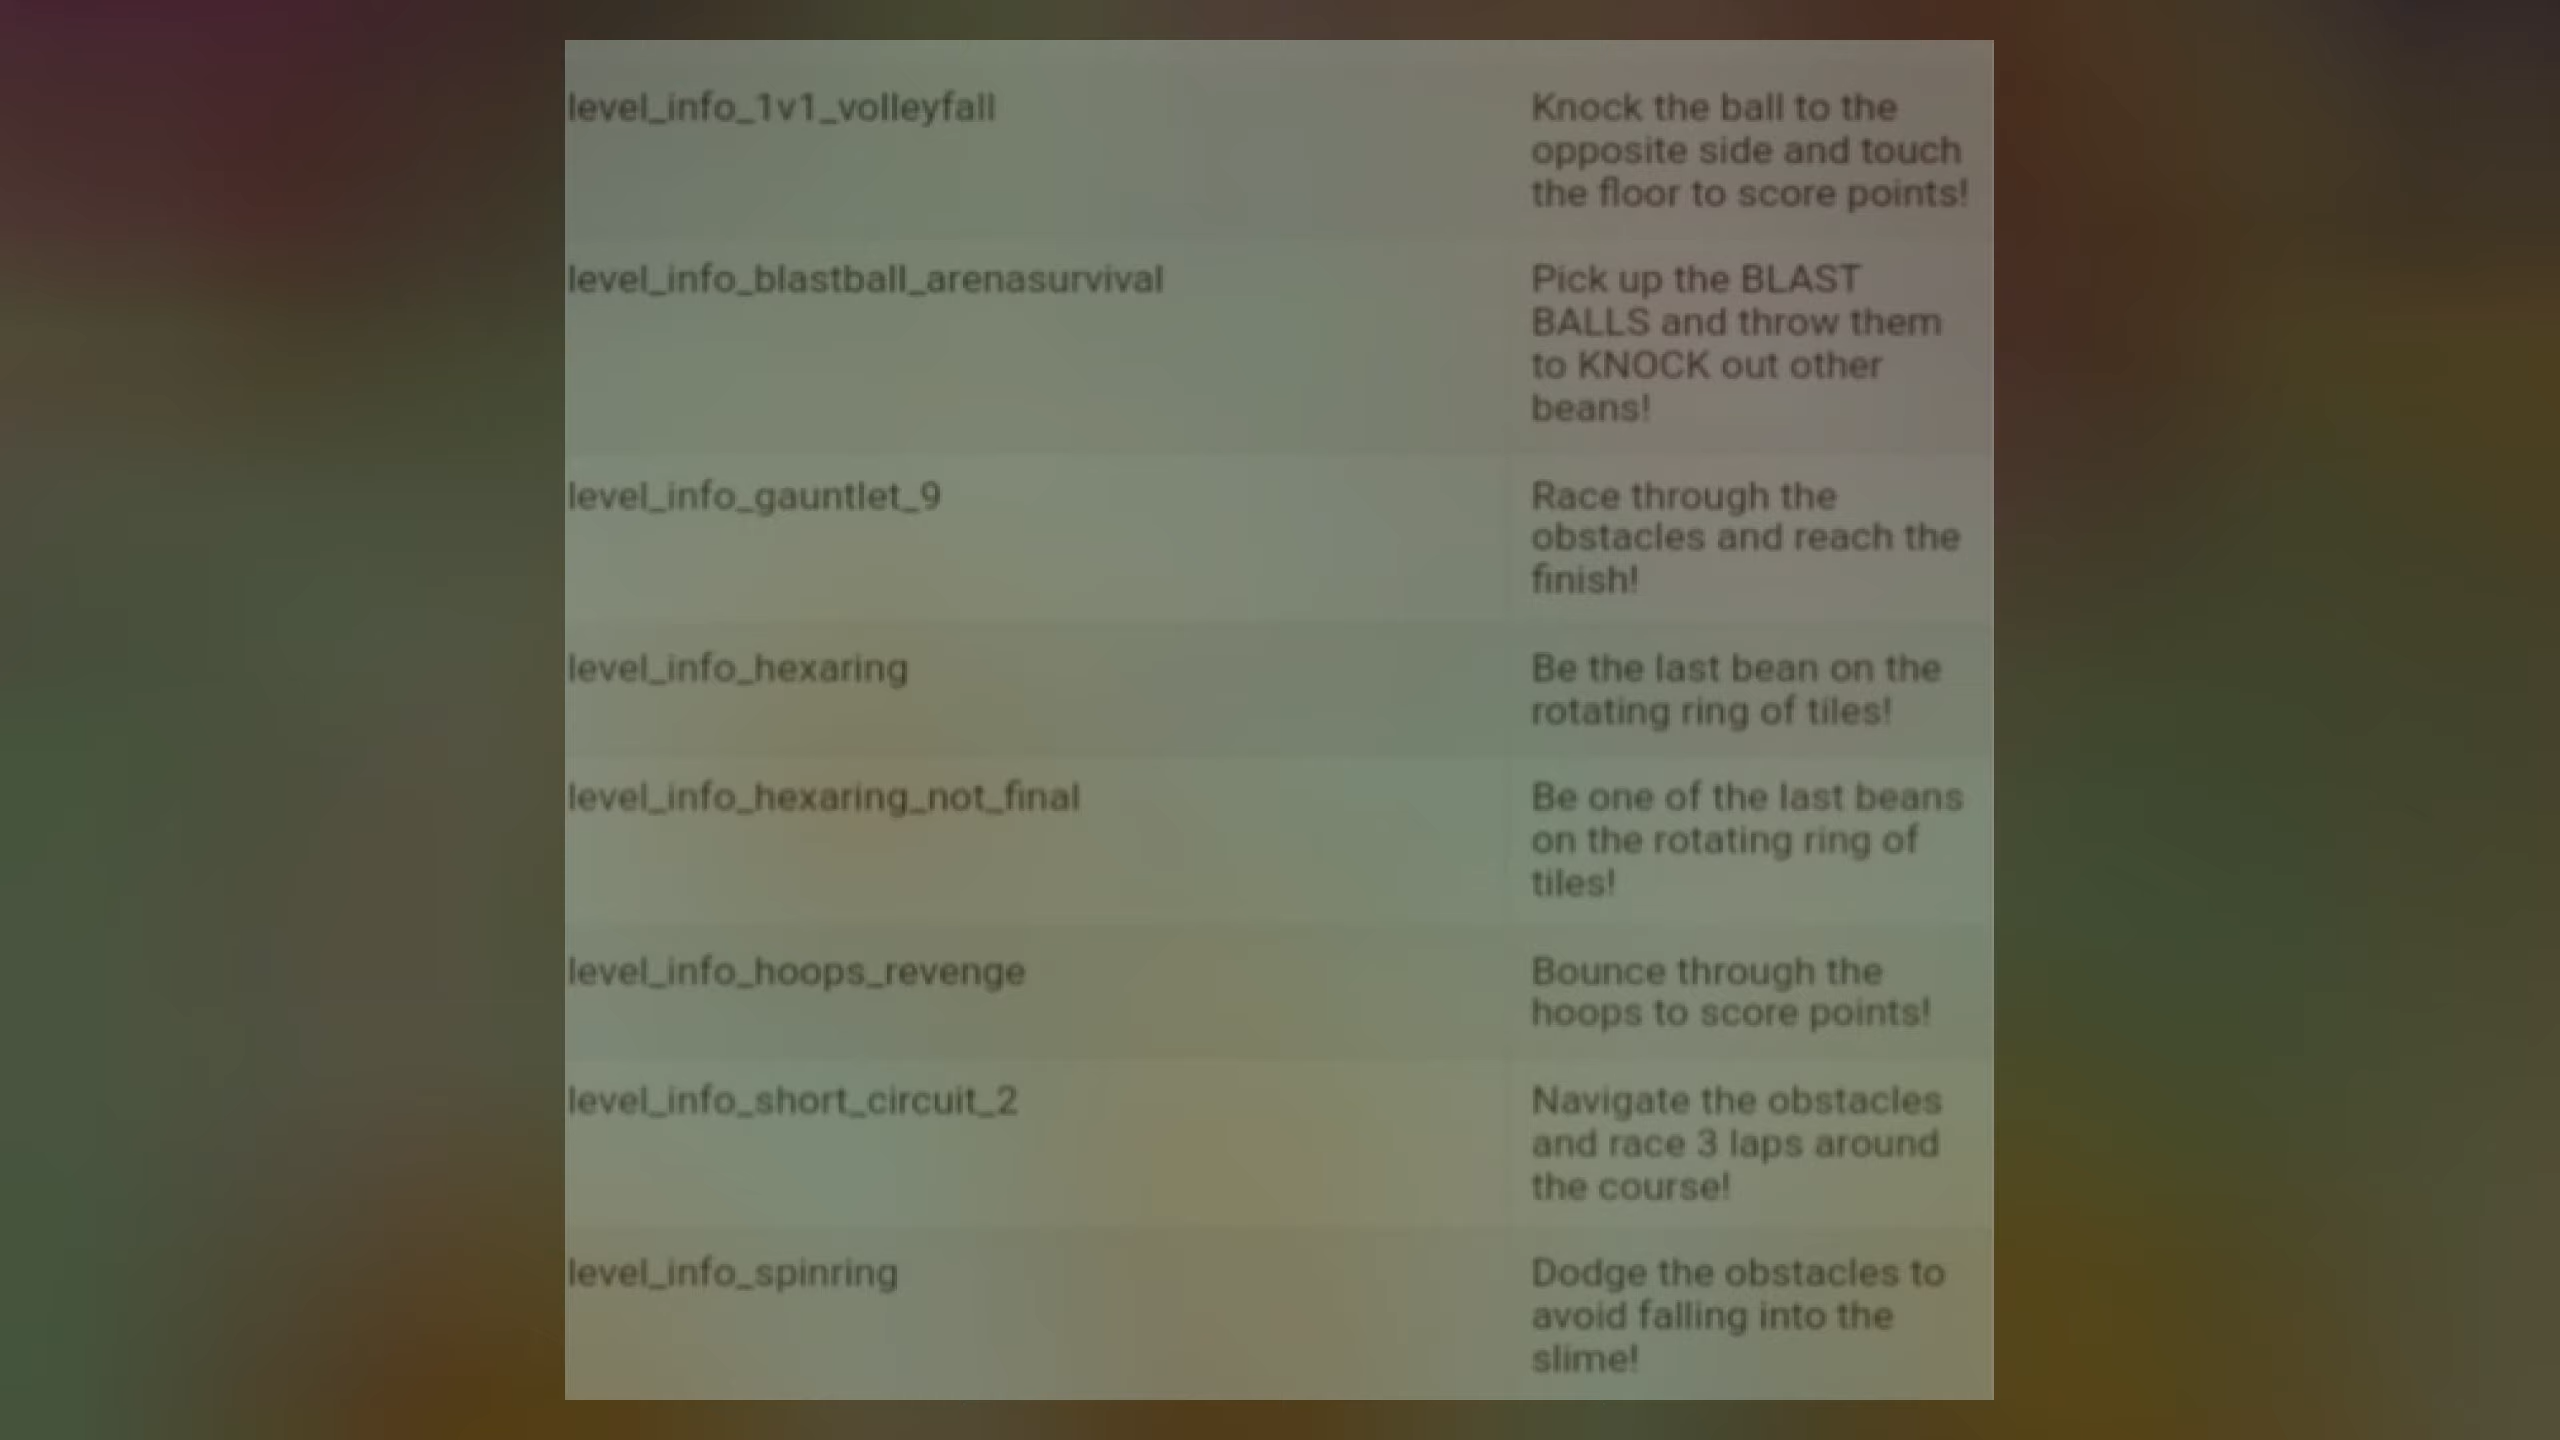 level_info_1v1_volleyfall
Knock the ball to the
opposite side and touch
the floor to score points!
level_info_blastball_arenasurvival
Pick up the BLAST
BALLS and throw them
to KNOCK out other
beans!
level_info_gauntlet_9
Race through the
obstacles and reach the
finish!
level_info_hexaring
Be the last bean on the
rotating ring of tiles!
level_info_hexaring_not_final
Be one of the last beans
on the rotating ring of
tiles!
level_info_hoops_revenge
Bounce through the
hoops to score points!
level_info_short_circuit_2
Navigate the obstacles
and race 3 laps around
the course!
level_info_spinring
Dodge the obstacles to
avoid falling into the
slime!